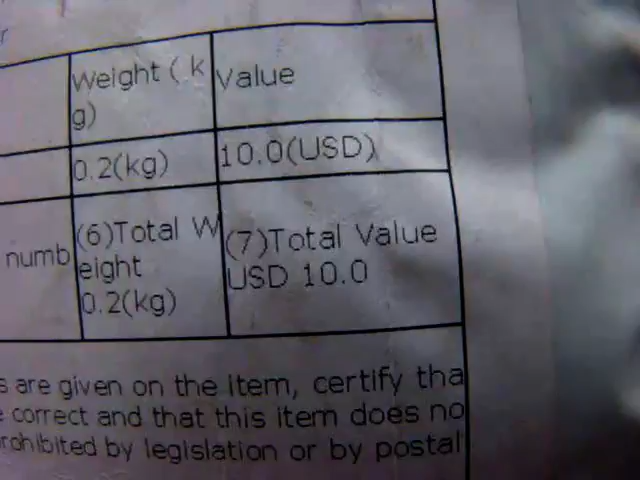 r
Weight ( k
g)
Value
0.2(kg)
10.0(USD)
numb
(6)Total W
eight
0.2(kg)
(7)Total Value
USD 10.0
s are given on the item, certify tha
e correct and that this item does no
rohibited by legislation or by postal